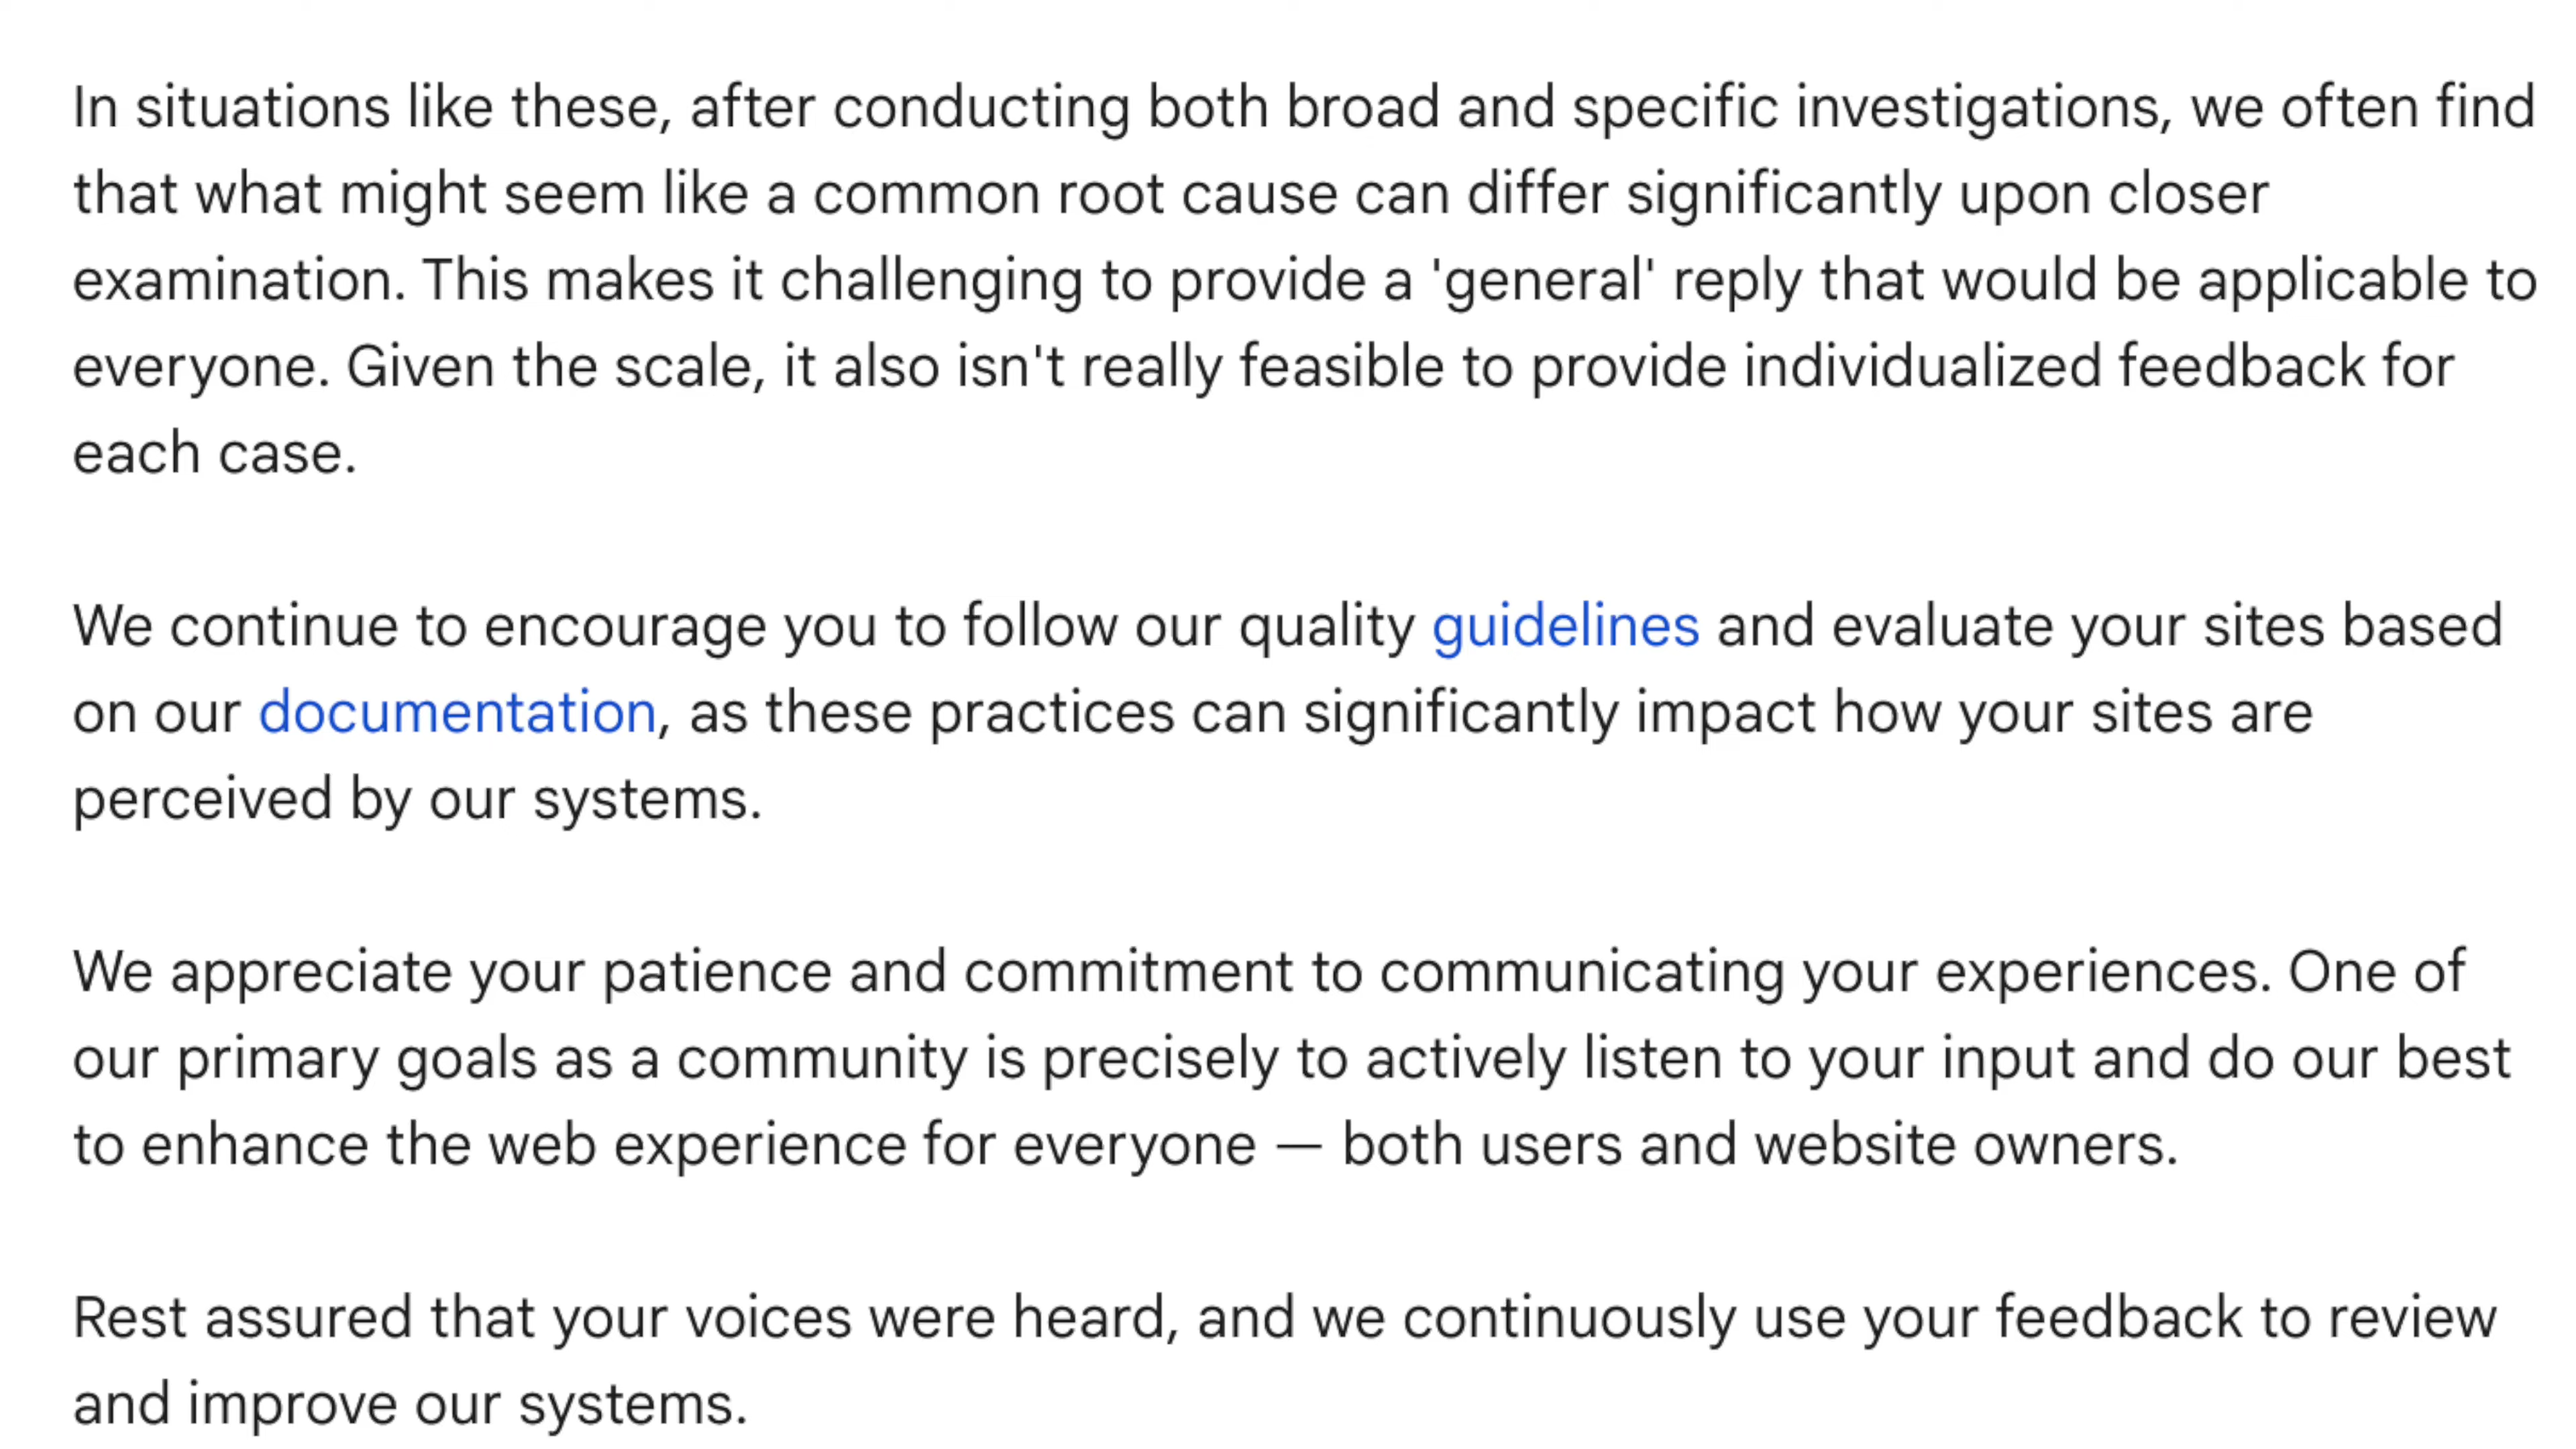 In situations like these, after conducting both broad and specific investigations, we often find
that what might seem like a common root cause can differ significantly upon closer
examination. This makes it challenging to provide a 'general' reply that would be applicable to
everyone. Given the scale, it also isn't really feasible to provide individualized feedback for
each case.
We continue to encourage you to follow our quality guidelines and evaluate your sites based
on our documentation, as these practices can significantly impact how your sites are
perceived by our systems.
We appreciate your patience and commitment to communicating your experiences. One of
our primary goals as a community is precisely to actively listen to your input and do our best
to enhance the web experience for everyone — both users and website owners.
Rest assured that your voices were heard, and we continuously use your feedback to review
and improve our systems.